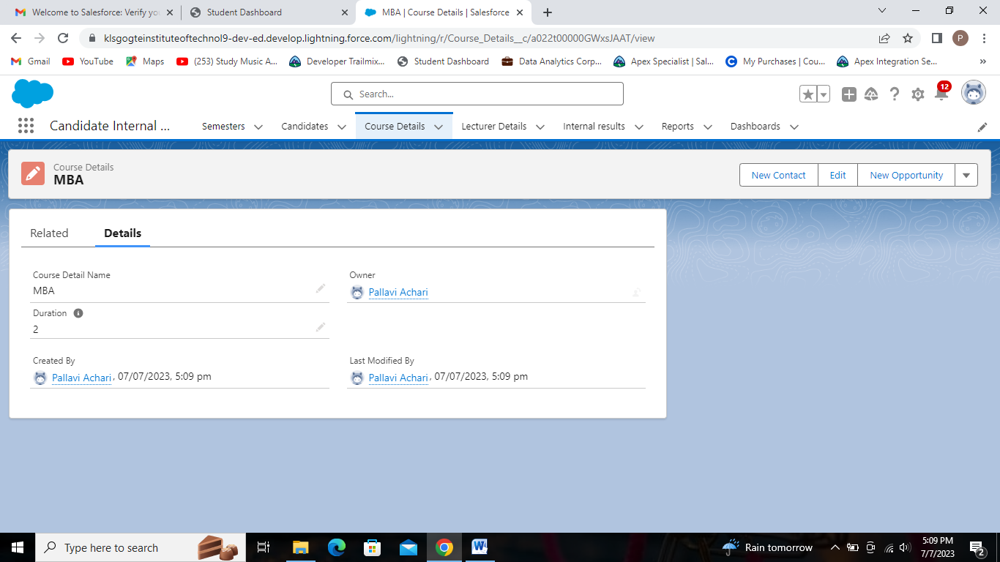 Welcome to Salesforce: Verify yo
Student Dashboard
MBA | Course Details | Salesforce
klsgogteinstituteoftechnol9-dev-ed.develop.lightning.force.com/lightning/r/Course_Details__c/a022t00000GWxsJAAT/view
P
Gmail
YouTube
Maps
(253) Study Music A...
Developer Trailmix...
Student Dashboard
Data Analytics Corp...
Apex Specialist | Sal...
My Purchases | Cou...
Apex Integration Se...
»
Search...
12
Candidate Internal ...
Semesters
Candidates
Course Details
Lecturer Details
Internal results
Reports
Dashboards
Course Details
MBA
New Contact
Edit
New Opportunity
Related
Details
Course Detail Name
MBA
Owner
Pallavi Achari
Duration
2
Created By
Pallavi Achari, 07/07/2023, 5:09 pm
Last Modified By
Pallavi Achari, 07/07/2023, 5:09 pm
Type here to search
Rain tomorrow
5:09 PM
7/7/2023
2